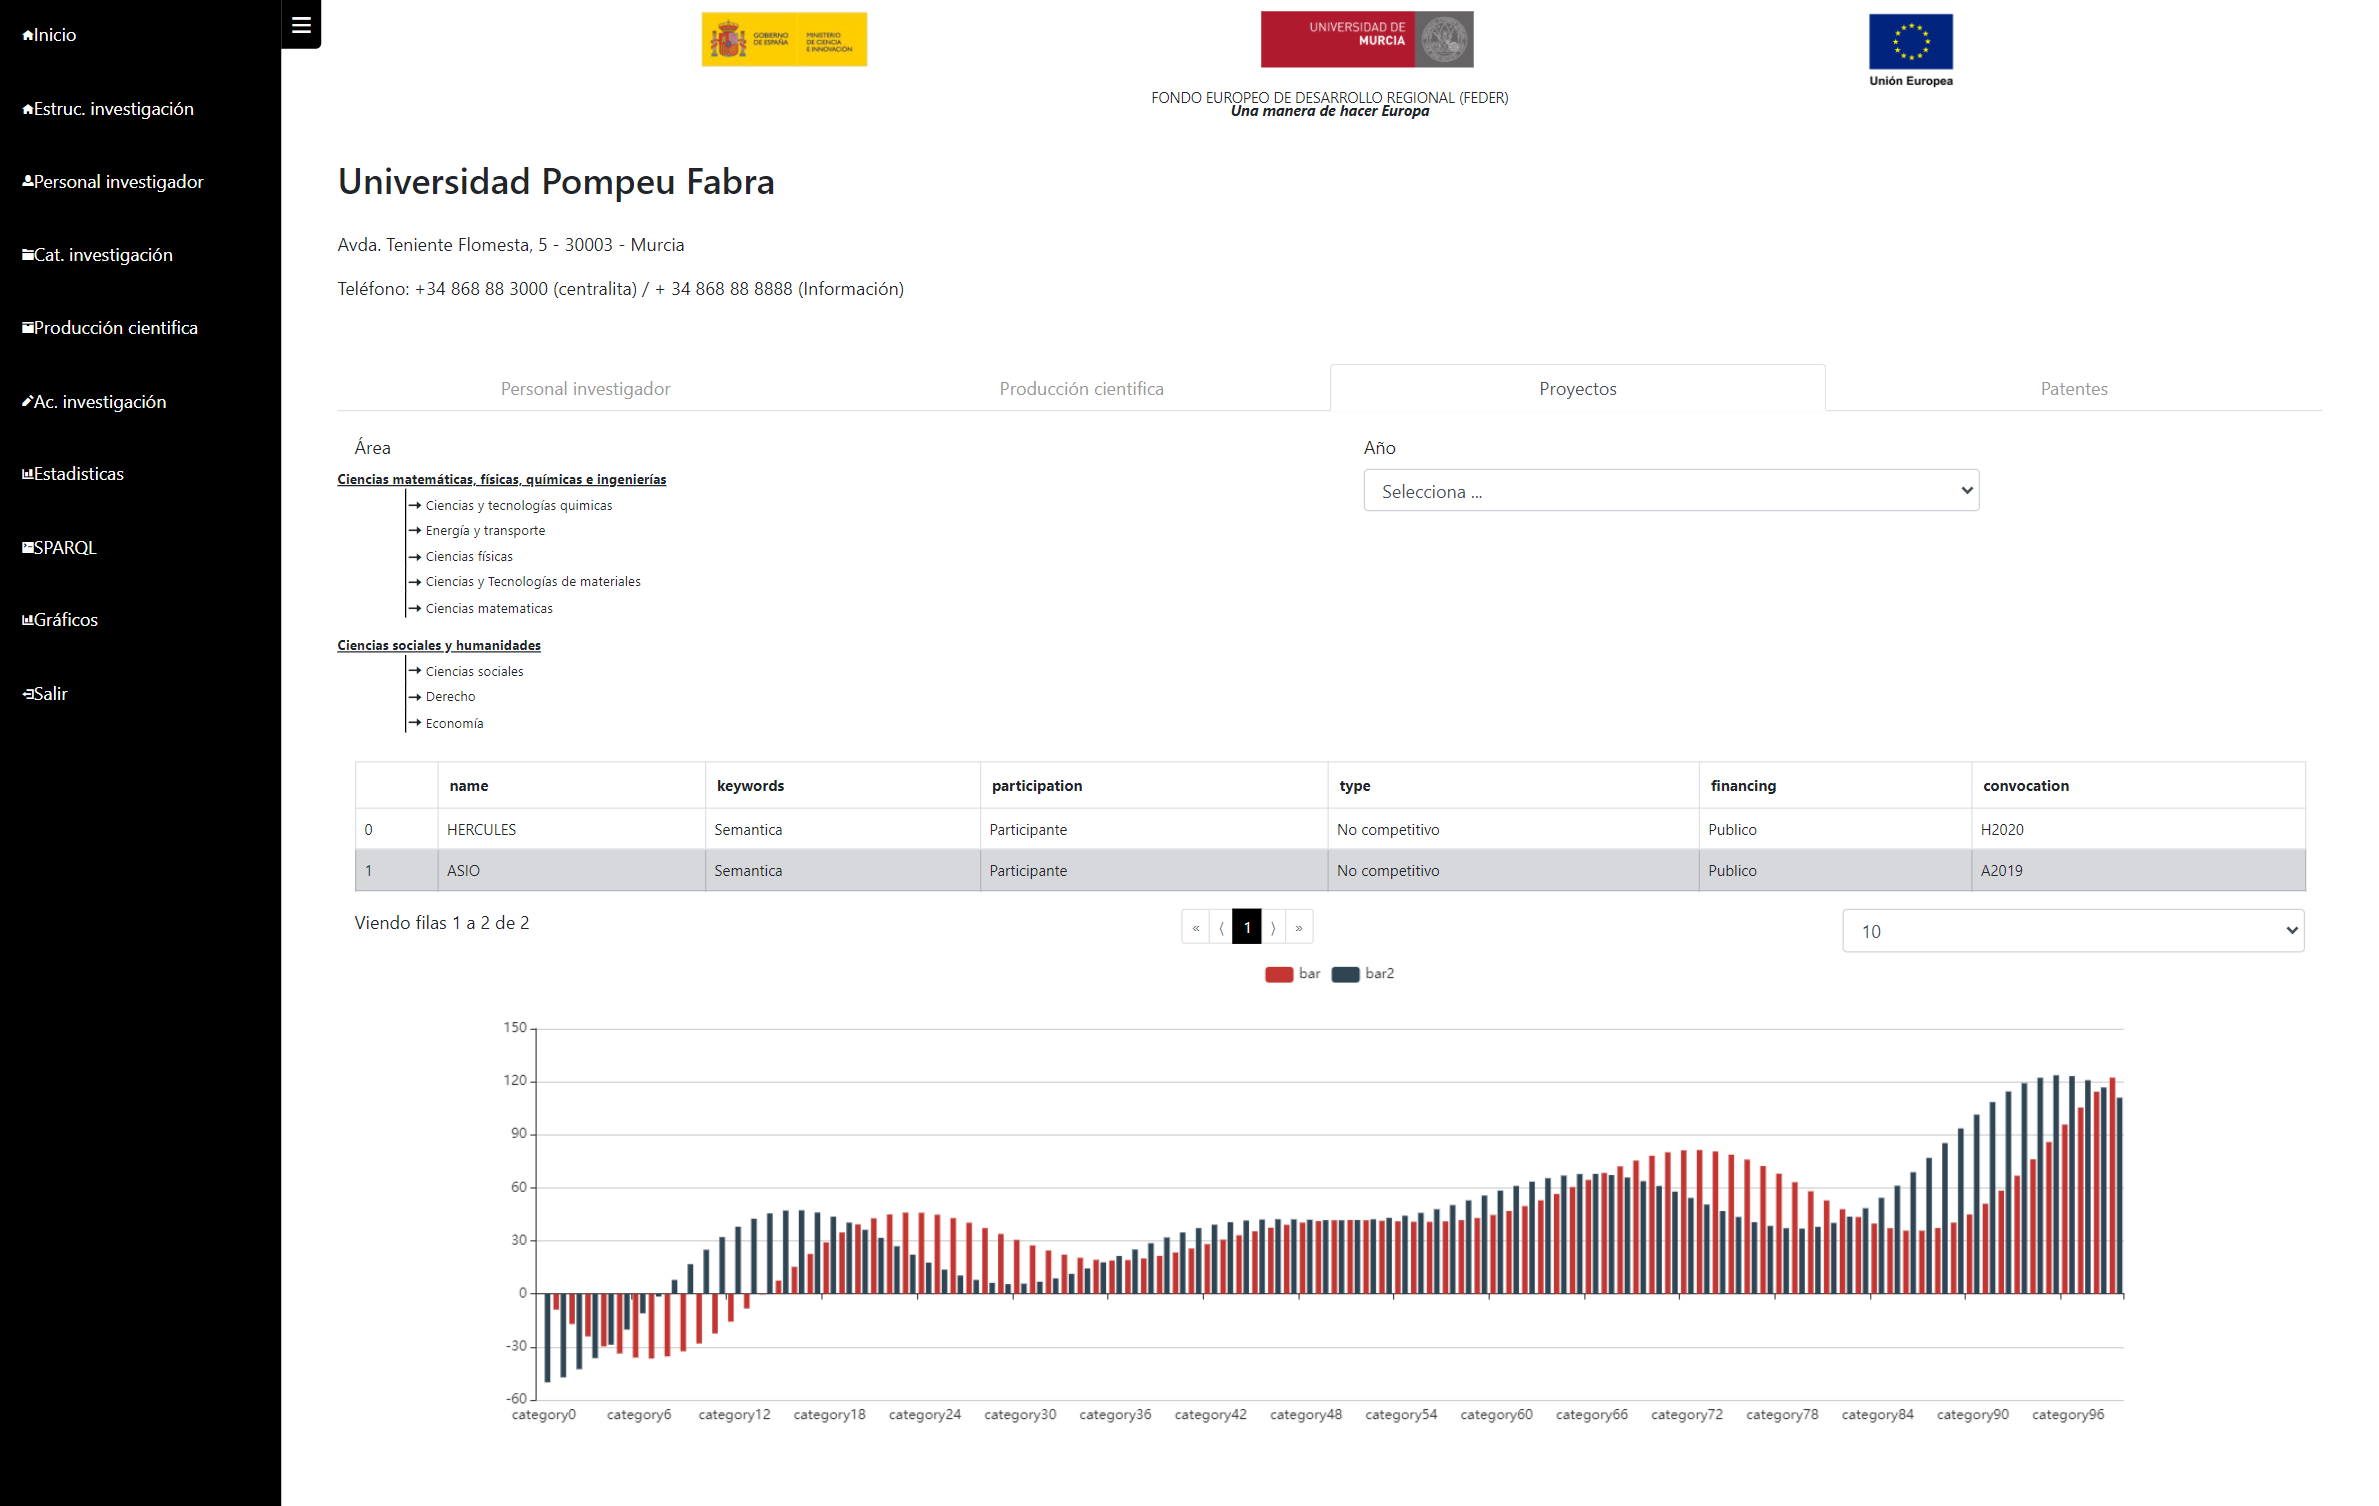 Inicio
Estruc. investigación
Personal investigador
Cat. investigación
Producción cientifica
Ac. investigación
Estadisticas
SPARQL
Gráficos
Salir
GOBIERNO DE ESPAÑA
MINISTERIO DE CIENCIA E INNOVACIÓN
UNIVERSIDAD DE
MURCIA
Unión Europea
FONDO EUROPEO DE DESARROLLO REGIONAL (FEDER)
Una manera de hacer Europa
Universidad Pompeu Fabra
Avda. Teniente Flomesta, 5 - 30003 - Murcia
Teléfono: +34 868 88 3000 (centralita) / + 34 868 88 8888 (Información)
Personal investigador Producción cientifica Proyectos Patentes
Área
Ciencias matemáticas, físicas, químicas e ingenierías
→ Ciencias y tecnologías quimicas
→ Energía y transporte
→ Ciencias físicas
→ Ciencias y Tecnologías de materiales
→ Ciencias matematicas
Ciencias sociales y humanidades
→ Ciencias sociales
→ Derecho
→ Economía
Año
Selecciona ...
name keywords participation type financing convocation
0 HERCULES Semantica Participante No competitivo Publico H2020
1 ASIO Semantica Participante No competitivo Publico A2019
Viendo filas 1 a 2 de 2
« ⟨ 1 ⟩ »
10
bar bar2
150
120
90
60
30
0
-30
-60
category0 category6 category12 category18 category24 category30 category36 category42 category48 category54 category60 category66 category72 category78 category84 category90 category96